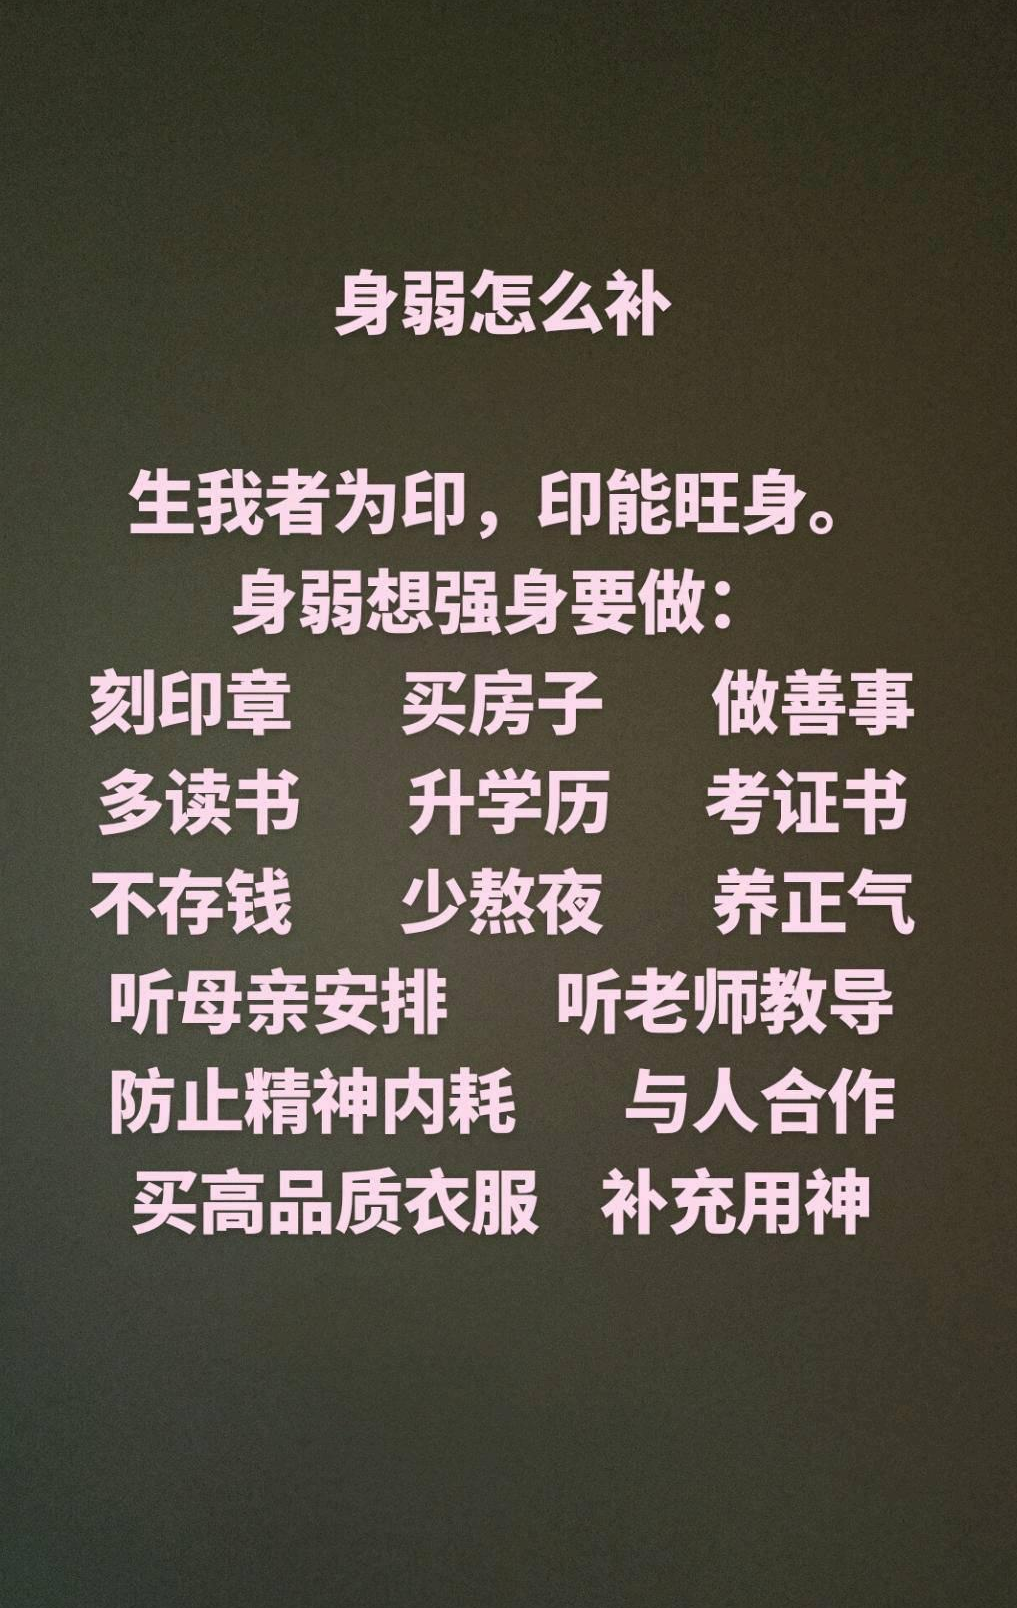 身弱怎么补
生我者为印，印能旺身。
身弱想强身要做：
刻印章 买房子 做善事
多读书 升学历 考证书
不存钱 少熬夜 养正气
听母亲安排 听老师教导
防止精神内耗 与人合作
买高品质衣服 补充用神